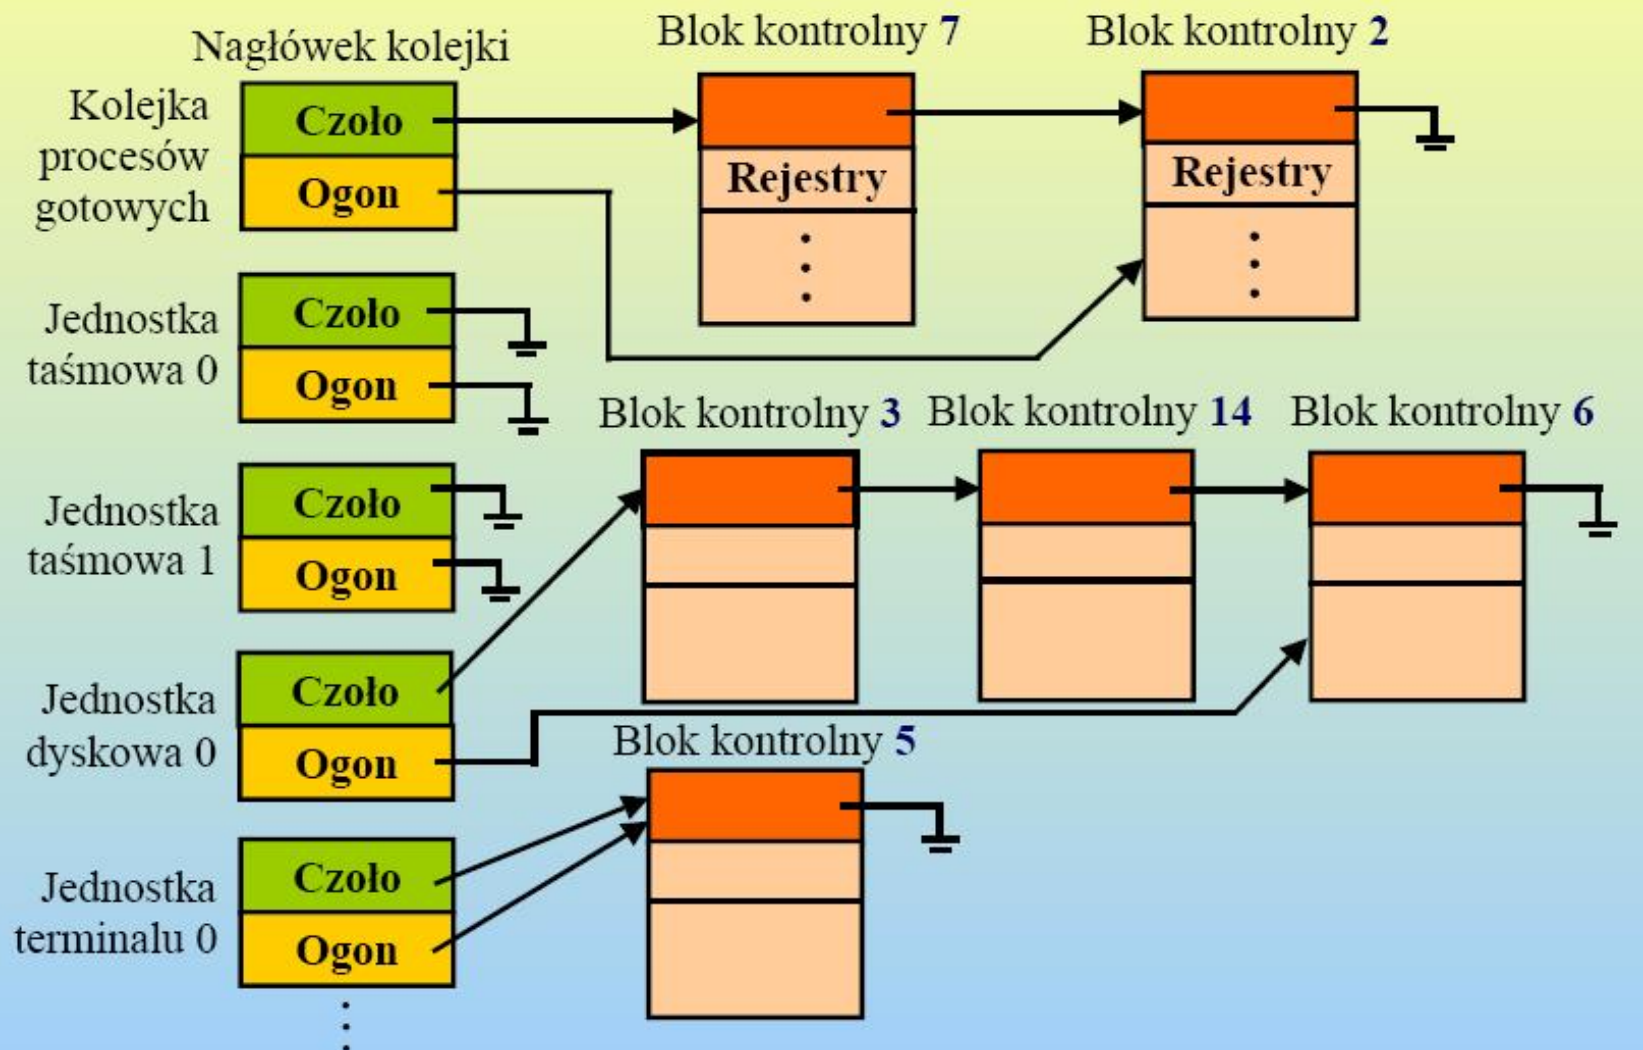 Nagłówek kolejki
Blok kontrolny 7
Blok kontrolny 2
Kolejka
procesów
gotowych
Czoło
Ogon
Rejestry
Rejestry
Jednostka
taśmowa 0
Czoło
Ogon
Blok kontrolny 3
Blok kontrolny 14
Blok kontrolny 6
Jednostka
taśmowa 1
Czoło
Ogon
Jednostka
dyskowa 0
Czoło
Ogon
Blok kontrolny 5
Jednostka
terminalu 0
Czoło
Ogon